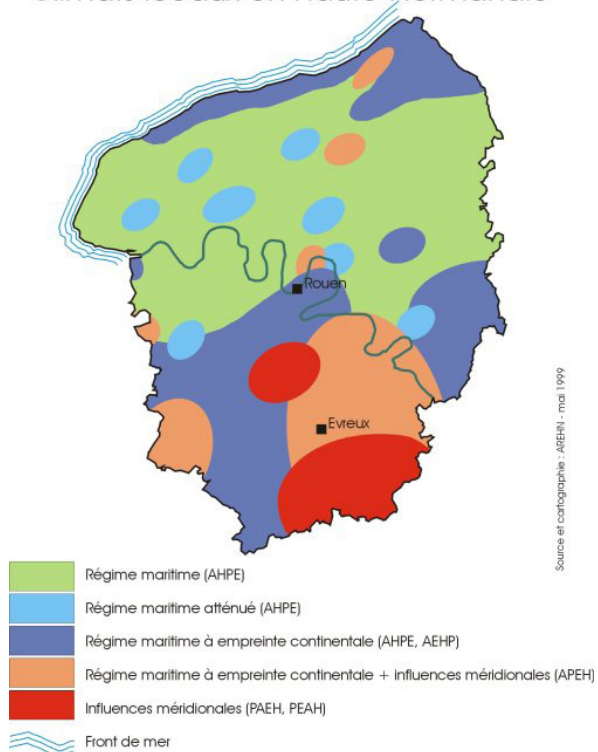 Rouen
Evreux
Source et cartographie : AREHN - mai 1999
Régime maritime (AHPE)
Régime maritime atténué (AHPE)
Régime maritime à empreinte continentale (AHPE, AEHP)
Régime maritime à empreinte continentale + influences méridionales (APEH)
Influences méridionales (PAEH, PEAH)
Front de mer